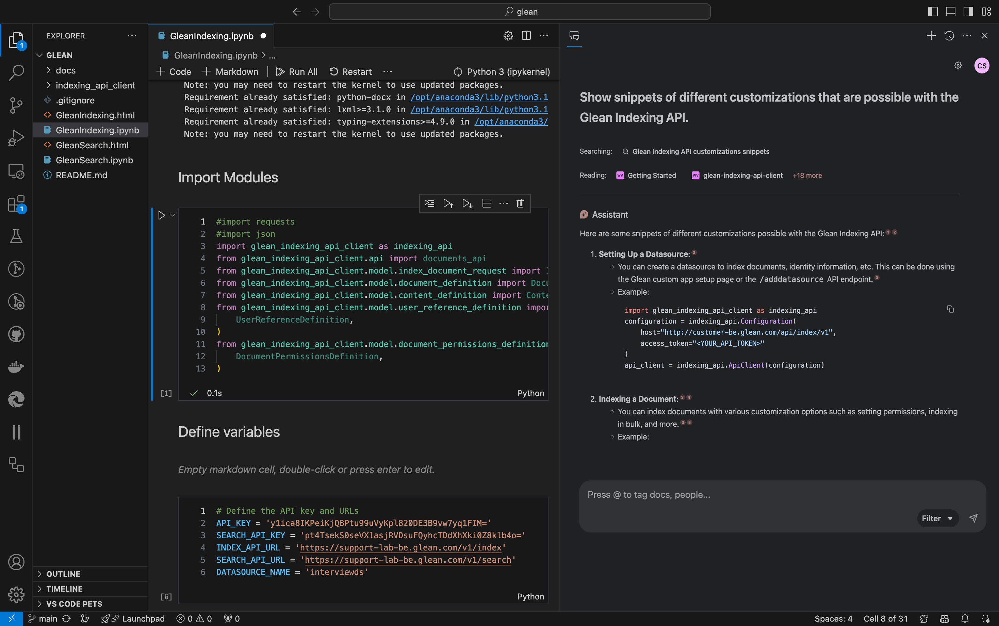 glean
EXPLORER
GLEAN
docs
indexing_api_client
.gitignore
GleanIndexing.html
GleanIndexing.ipynb
GleanSearch.html
GleanSearch.ipynb
README.md
OUTLINE
TIMELINE
VS CODE PETS
1
1
GleanIndexing.ipynb
GleanIndexing.ipynb > ...
Code Markdown Run All Restart ... Python 3 (ipykernel)
Note: you may need to restart the kernel to use updated packages.
Requirement already satisfied: python-docx in /opt/anaconda3/lib/python3.1
Requirement already satisfied: lxml>=3.1.0 in /opt/anaconda3/lib/python3.1
Requirement already satisfied: typing-extensions>=4.9.0 in /opt/anaconda3/
Note: you may need to restart the kernel to use updated packages.
Import Modules
1 #import requests
2 #import json
3 import glean_indexing_api_client as indexing_api
4 from glean_indexing_api_client.api import documents_api
5 from glean_indexing_api_client.model.index_document_request import
6 from glean_indexing_api_client.model.document_definition import Docu
7 from glean_indexing_api_client.model.content_definition import Conte
8 from glean_indexing_api_client.model.user_reference_definition impor
9 UserReferenceDefinition,
10 )
11 from glean_indexing_api_client.model.document_permissions_definition
12 DocumentPermissionsDefinition,
13 )
[1] 0.1s Python
Define variables
Empty markdown cell, double-click or press enter to edit.
1 # Define the API key and URLs
2 API_KEY = 'y1ica8IKPeiKjQBPtu99uVyKpl820DE3B9vw7yq1FIM='
3 SEARCH_API_KEY = 'pt4TsekS0seVXlasjRVDsuFQyhcTDdXhXki0Z8klb4o='
4 INDEX_API_URL = 'https://support-lab-be.glean.com/v1/index'
5 SEARCH_API_URL = 'https://support-lab-be.glean.com/v1/search'
6 DATASOURCE_NAME = 'interviewds'
[6] Python
CS
Show snippets of different customizations that are possible with the
Glean Indexing API.
Searching: Glean Indexing API customizations snippets
Reading: WV Getting Started WV glean-indexing-api-client +18 more
Assistant
Here are some snippets of different customizations possible with the Glean Indexing API: 1 2
1. Setting Up a Datasource: 3
You can create a datasource to index documents, identity information, etc. This can be done using
the Glean custom app setup page or the /adddatasource API endpoint. 3
Example:
import glean_indexing_api_client as indexing_api
configuration = indexing_api.Configuration(
host="http://customer-be.glean.com/api/index/v1",
access_token="<YOUR_API_TOKEN>"
)
api_client = indexing_api.ApiClient(configuration)
2. Indexing a Document: 3 4
You can index documents with various customization options such as setting permissions, indexing
in bulk, and more. 3 5
Example:
Press @ to tag docs, people...
Filter
main Launchpad 0 0 0 Spaces: 4 Cell 8 of 31